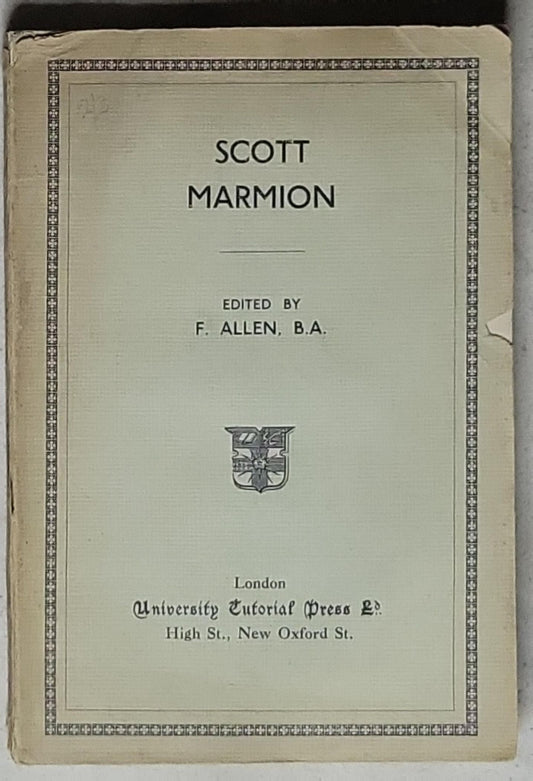 SCOTT
MARMION
EDITED BY
F. ALLEN, B.A.
London
University Tutorial Press Ld.
High St., New Oxford St.